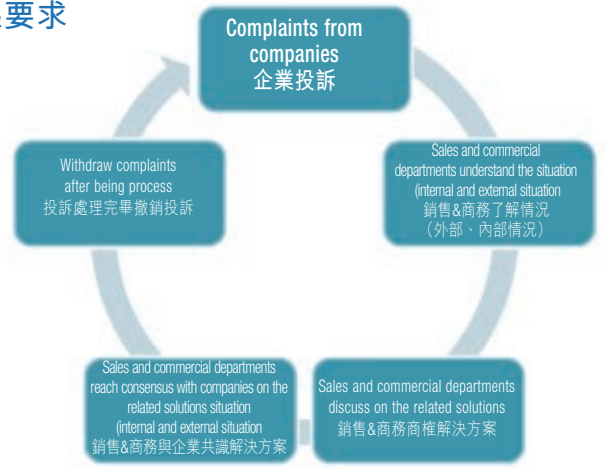 要求
Complaints from
companies
企業投訴
Sales and commercial
departments understand the situation
(internal and external situation
銷售&商務了解情況
（外部、內部情況）
Sales and commercial departments
discuss on the related solutions
銷售&商務商榷解決方案
Sales and commercial departments
reach consensus with companies on the
related solutions situation
(internal and external situation
銷售&商務與企業共識解決方案
Withdraw complaints
after being process
投訴處理完畢撤銷投訴